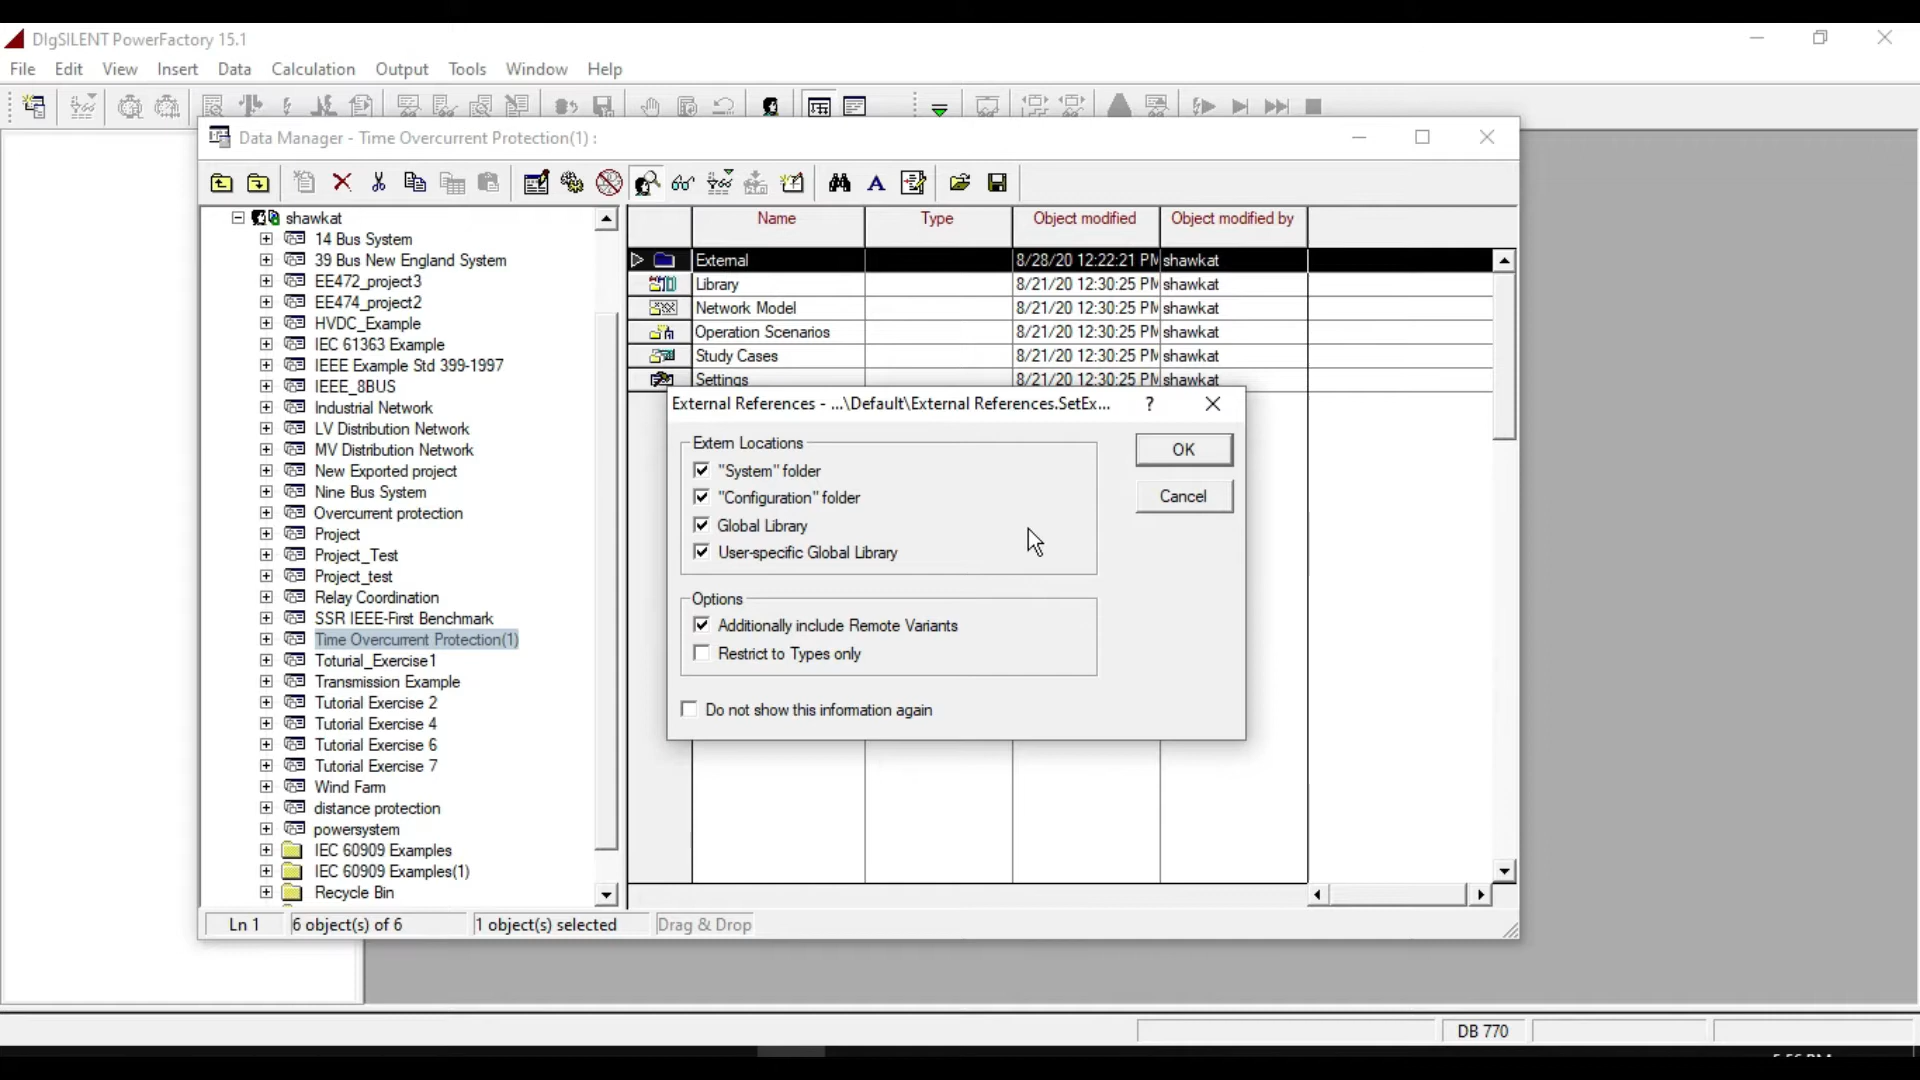 DIgSILENT PowerFactory 15.1
File Edit View Insert Data Calculation Output Tools Window Help
Data Manager - Time Overcurrent Protection(1) :
shawkat
14 Bus System
39 Bus New England System
EE472_project3
EE474_project2
HVDC_Example
IEC 61363 Example
IEEE Example Std 399-1997
IEEE_8BUS
Industrial Network
LV Distribution Network
MV Distribution Network
New Exported project
Nine Bus System
Overcurrent protection
Project
Project_Test
Project_test
Relay Coordination
SSR IEEE-First Benchmark
Time Overcurrent Protection(1)
Toturial_Exercise1
Transmission Example
Tutorial Exercise 2
Tutorial Exercise 4
Tutorial Exercise 6
Tutorial Exercise 7
Wind Farm
distance protection
powersystem
IEC 60909 Examples
IEC 60909 Examples(1)
Recycle Bin
Name Type Object modified Object modified by
External 8/28/20 12:22:21 PM shawkat
Library 8/21/20 12:30:25 PM shawkat
Network Model 8/21/20 12:30:25 PM shawkat
Operation Scenarios 8/21/20 12:30:25 PM shawkat
Study Cases 8/21/20 12:30:25 PM shawkat
Settings 8/21/20 12:30:25 PM shawkat
External References - ...\Default\External References.SetEx... ?
Extern Locations
"System" folder
"Configuration" folder
Global Library
User-specific Global Library
OK
Cancel
Options
Additionally include Remote Variants
Restrict to Types only
Do not show this information again
Ln 1 6 object(s) of 6 1 object(s) selected Drag & Drop
DB 770